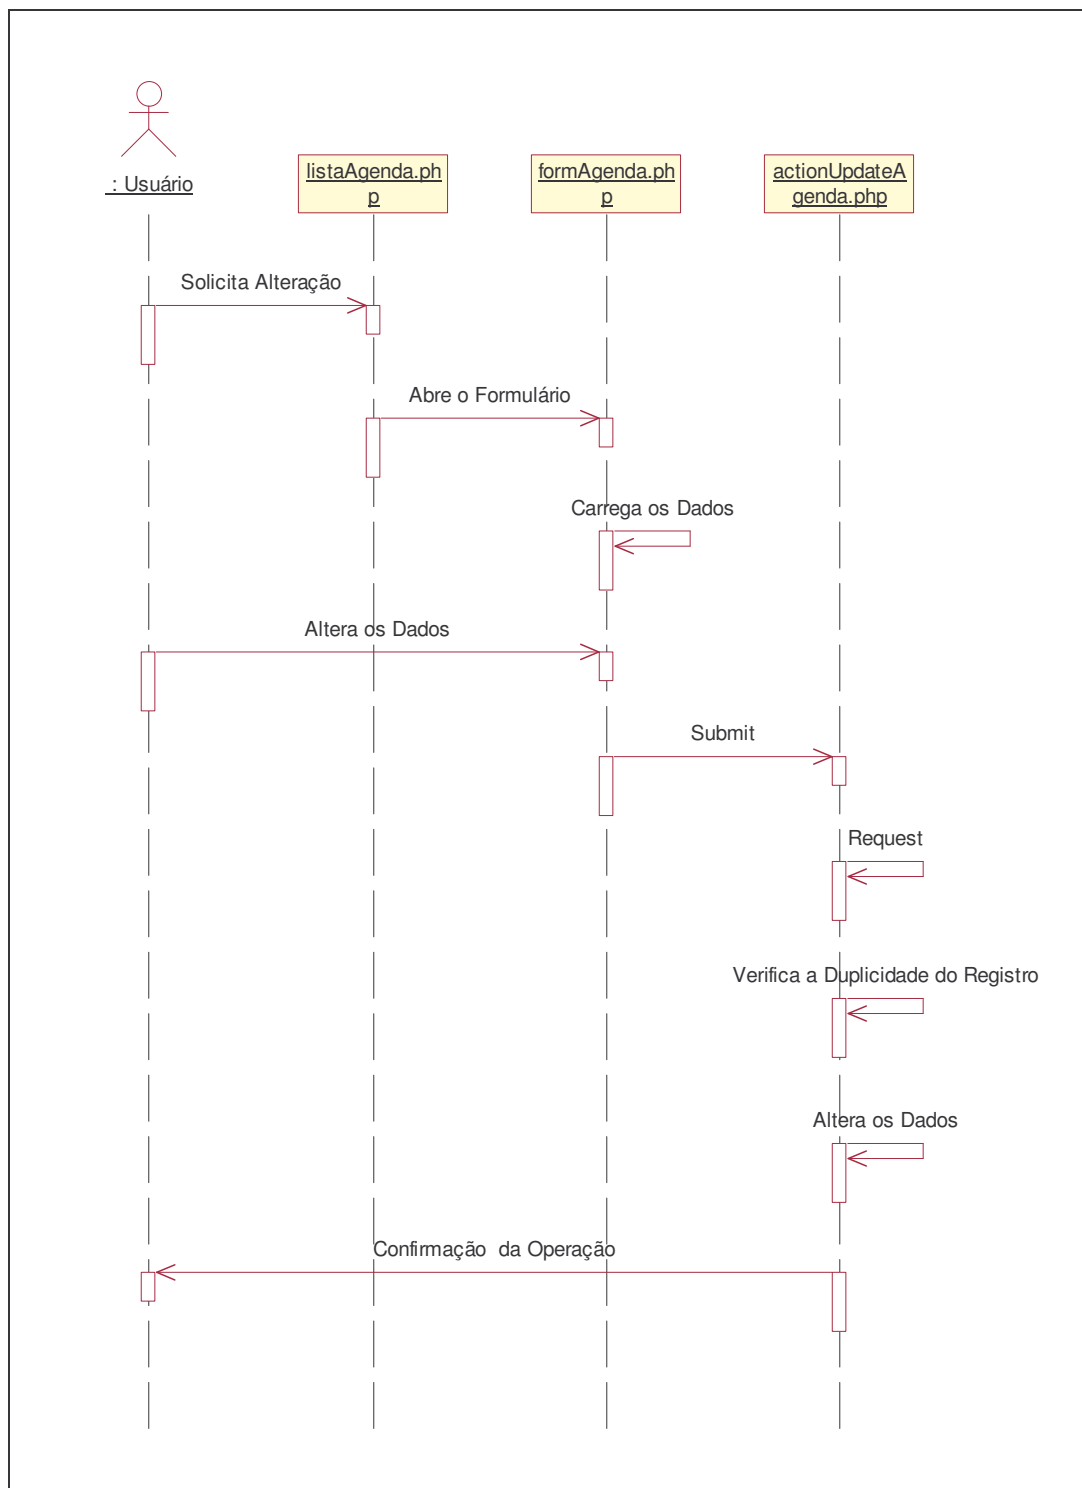 : Usuário
listaAgenda.ph
p
formAgenda.ph
p
actionUpdateA
genda.php
Solicita Alteração
Abre o Formulário
Carrega os Dados
Altera os Dados
Submit
Request
Verifica a Duplicidade do Registro
Altera os Dados
Confirmação  da Operação